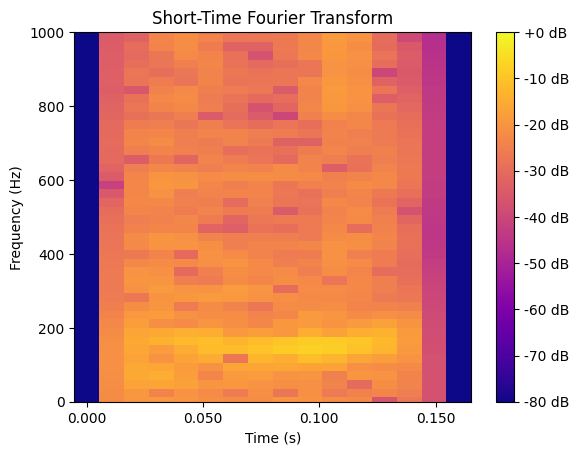 Short-Time Fourier Transform
Frequency (Hz)
1000
800
600
400
200
0
0.000
0.050
0.100
0.150
Time (s)
+0 dB
-10 dB
-20 dB
-30 dB
-40 dB
-50 dB
-60 dB
-70 dB
-80 dB